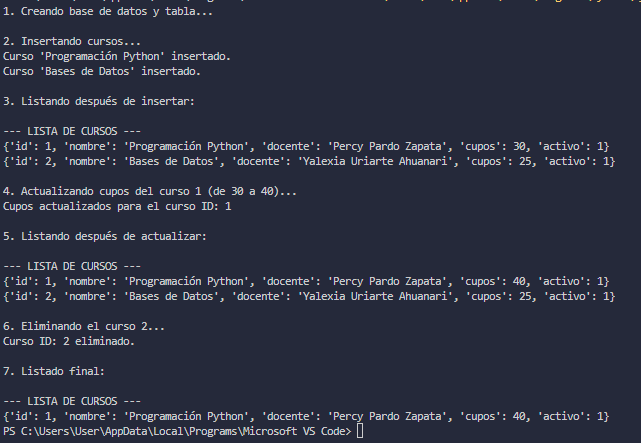 1. Creando base de datos y tabla...
2. Insertando cursos...
Curso 'Programación Python' insertado.
Curso 'Bases de Datos' insertado.
3. Listando después de insertar:
--- LISTA DE CURSOS ---
{'id': 1, 'nombre': 'Programación Python', 'docente': 'Percy Pardo Zapata', 'cupos': 30, 'activo': 1}
{'id': 2, 'nombre': 'Bases de Datos', 'docente': 'Yalexia Uriarte Ahuanari', 'cupos': 25, 'activo': 1}
4. Actualizando cupos del curso 1 (de 30 a 40)...
Cupos actualizados para el curso ID: 1
5. Listando después de actualizar:
--- LISTA DE CURSOS ---
{'id': 1, 'nombre': 'Programación Python', 'docente': 'Percy Pardo Zapata', 'cupos': 40, 'activo': 1}
{'id': 2, 'nombre': 'Bases de Datos', 'docente': 'Yalexia Uriarte Ahuanari', 'cupos': 25, 'activo': 1}
6. Eliminando el curso 2...
Curso ID: 2 eliminado.
7. Listado final:
--- LISTA DE CURSOS ---
{'id': 1, 'nombre': 'Programación Python', 'docente': 'Percy Pardo Zapata', 'cupos': 40, 'activo': 1}
PS C:\Users\User\AppData\Local\Programs\Microsoft VS Code>